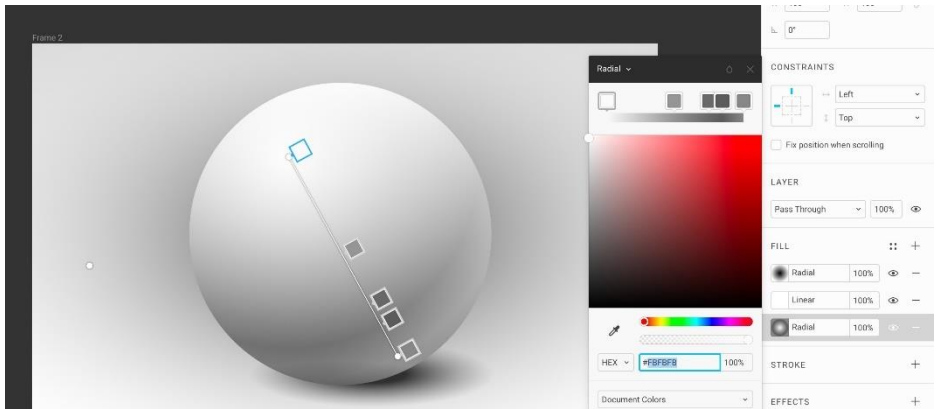 Frame 2
0°
Radial
CONSTRAINTS
Left
Top
Fix position when scrolling
LAYER
Pass Through 100%
FILL
Radial 100%
Linear 100%
Radial 100%
HEX #FBFBFB 100%
STROKE
Document Colors
EFFECTS